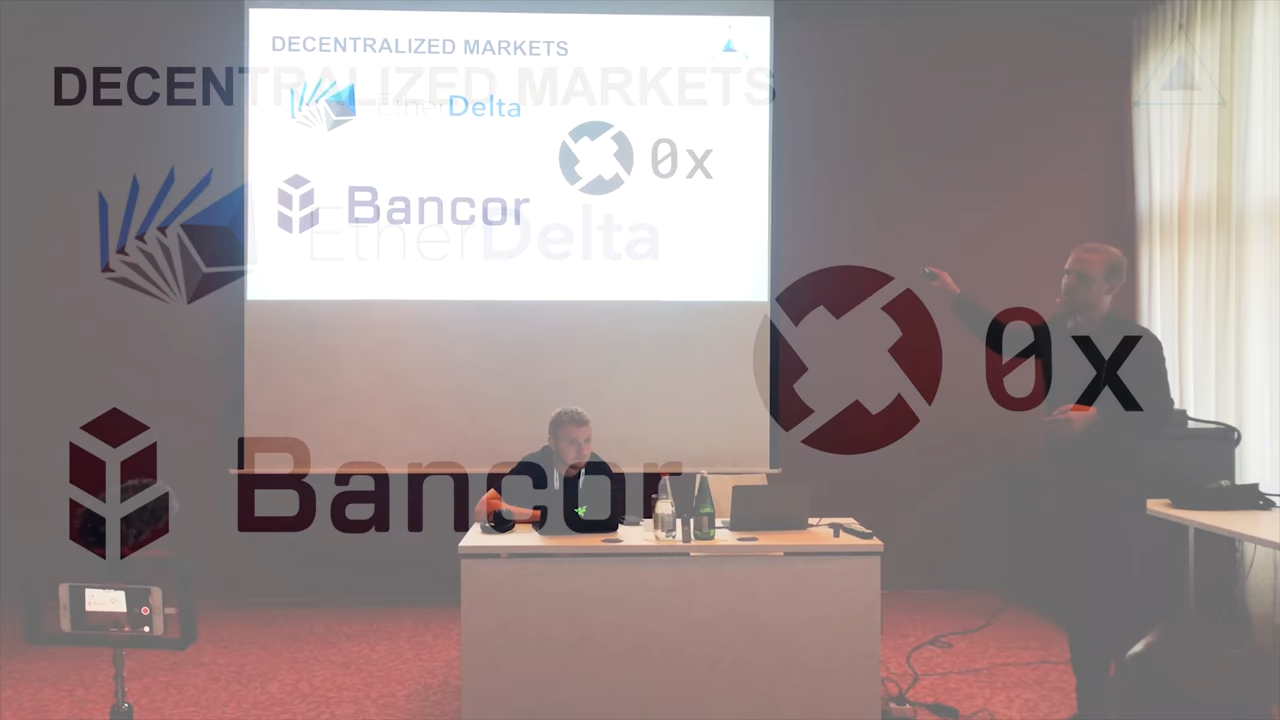 DECENTRALIZED MARKETS
EtherDelta
0x
Bancor
DECENTRALIZED MARKETS
EtherDelta
0x
Bancor